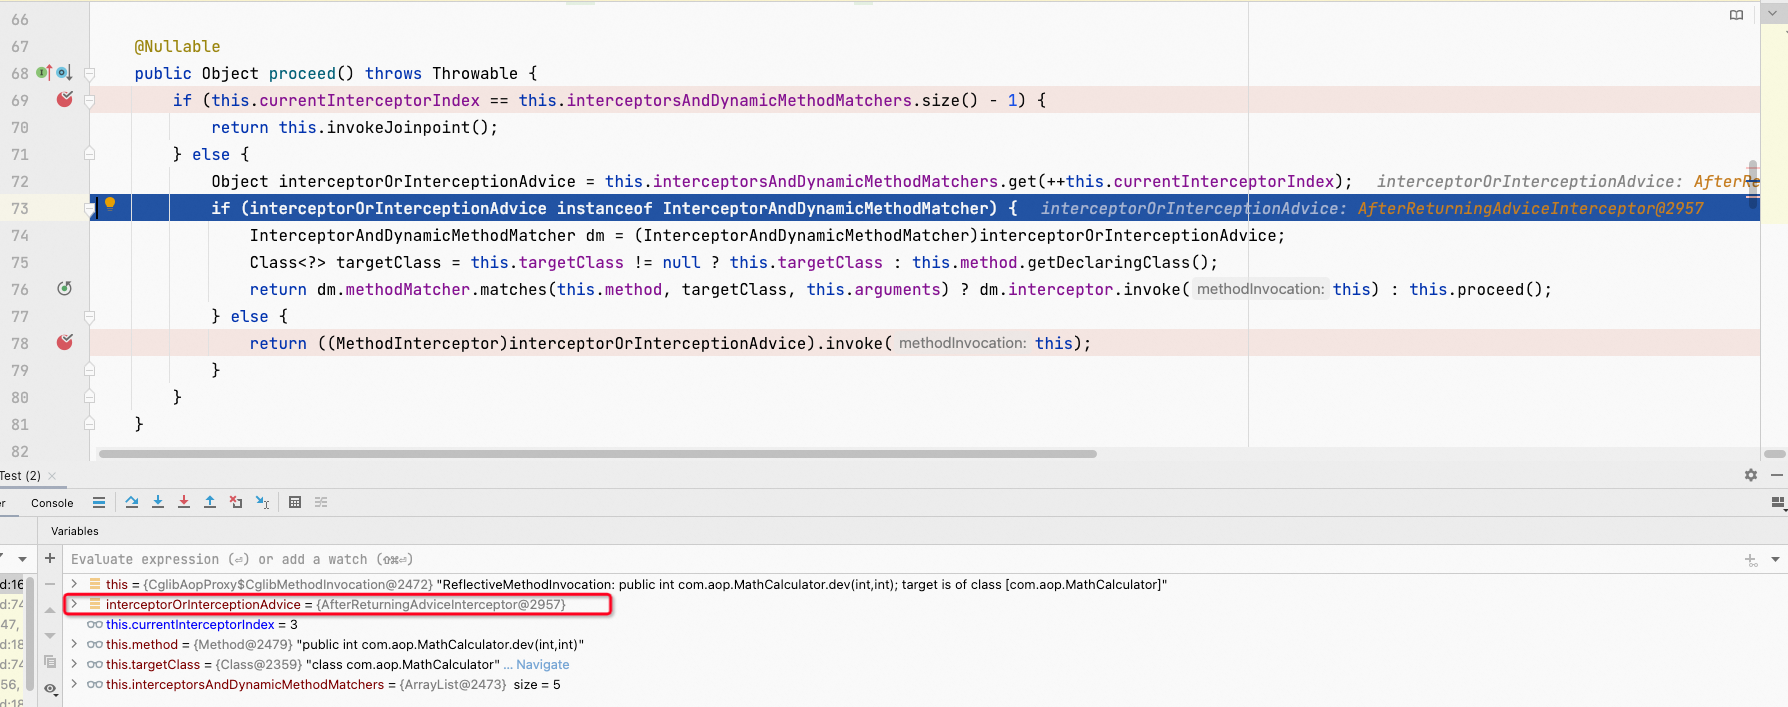 66
67 @Nullable
68 public Object proceed() throws Throwable {
69 if (this.currentInterceptorIndex == this.interceptorsAndDynamicMethodMatchers.size() - 1) {
70 return this.invokeJoinpoint();
71 } else {
72 Object interceptorOrInterceptionAdvice = this.interceptorsAndDynamicMethodMatchers.get(++this.currentInterceptorIndex); interceptorOrInterceptionAdvice: AfterRe
73 if (interceptorOrInterceptionAdvice instanceof InterceptorAndDynamicMethodMatcher) { interceptorOrInterceptionAdvice: AfterReturningAdviceInterceptor@2957
74 InterceptorAndDynamicMethodMatcher dm = (InterceptorAndDynamicMethodMatcher)interceptorOrInterceptionAdvice;
75 Class<?> targetClass = this.targetClass != null ? this.targetClass : this.method.getDeclaringClass();
76 return dm.methodMatcher.matches(this.method, targetClass, this.arguments) ? dm.interceptor.invoke( methodInvocation: this) : this.proceed();
77 } else {
78 return ((MethodInterceptor)interceptorOrInterceptionAdvice).invoke( methodInvocation: this);
79 }
80 }
81 }
82
Test (2)
er Console
Variables
Evaluate expression (⏎) or add a watch (⇧⌘⏎)
d:16 this = {CglibAopProxy$CglibMethodInvocation@2472} "ReflectiveMethodInvocation: public int com.aop.MathCalculator.dev(int,int); target is of class [com.aop.MathCalculator]"
d:74 interceptorOrInterceptionAdvice = {AfterReturningAdviceInterceptor@2957}
47, this.currentInterceptorIndex = 3
d:18 this.method = {Method@2479} "public int com.aop.MathCalculator.dev(int,int)"
d:74 this.targetClass = {Class@2359} "class com.aop.MathCalculator" ... Navigate
56, this.interceptorsAndDynamicMethodMatchers = {ArrayList@2473} size = 5
d:18